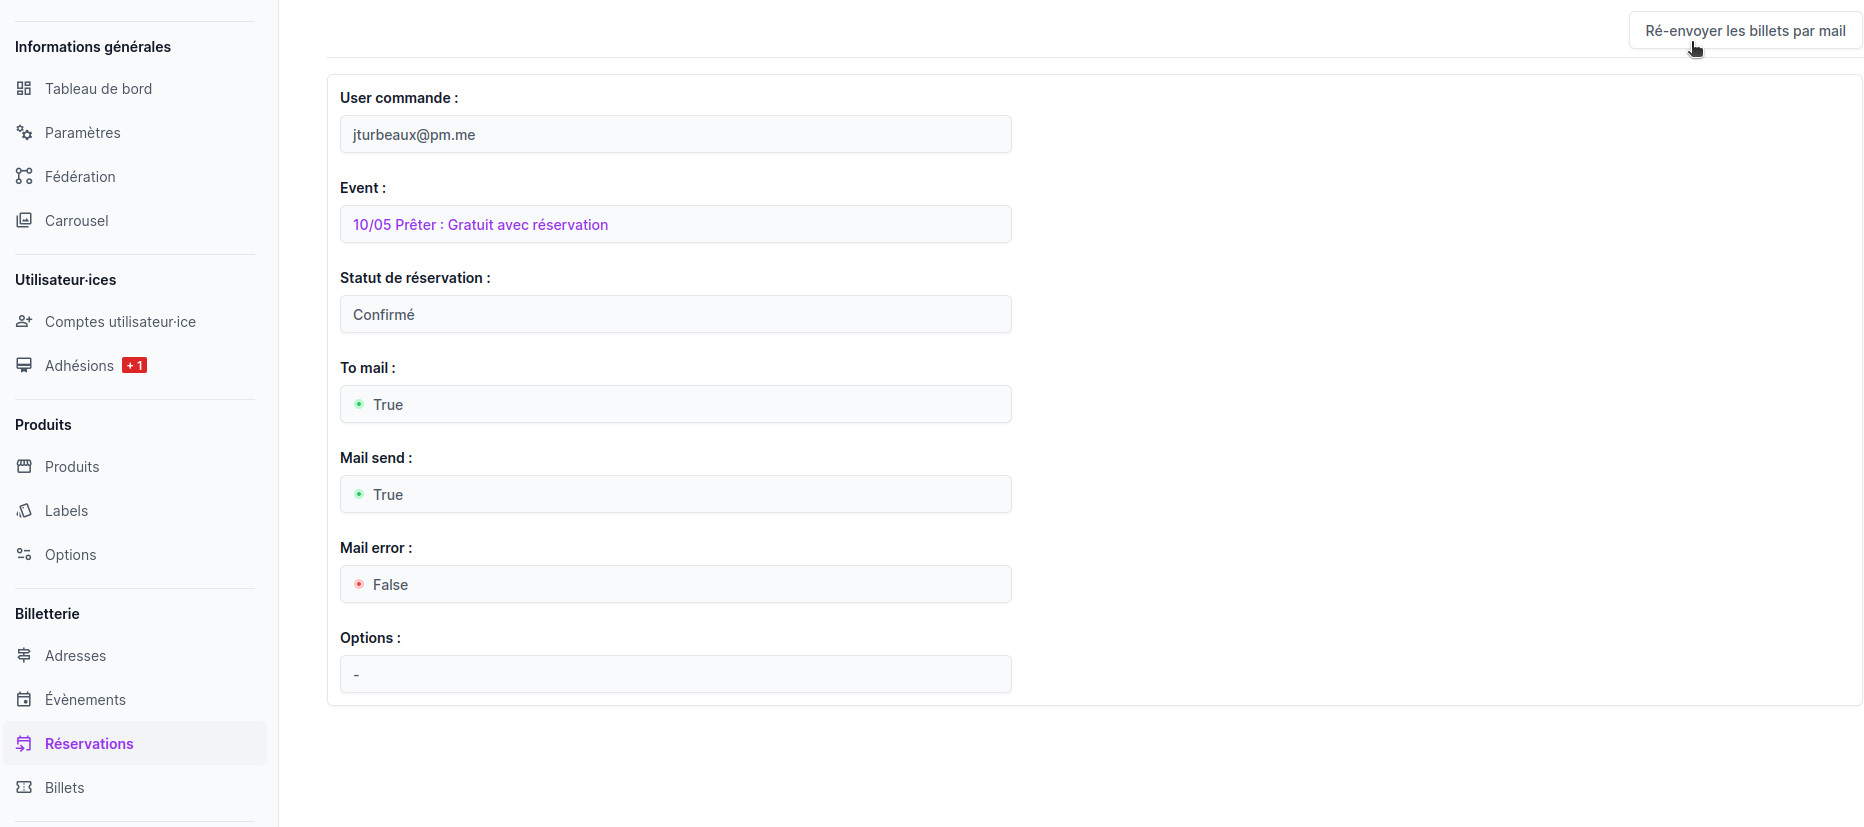 Informations générales
Tableau de bord
Paramètres
Fédération
Carrousel
Utilisateur·ices
Comptes utilisateur·ice
Adhésions + 1
Produits
Produits
Labels
Options
Billetterie
Adresses
Évènements
Réservations
Billets
Ré-envoyer les billets par mail
User commande :
jturbeaux@pm.me
Event :
10/05 Prêter : Gratuit avec réservation
Statut de réservation :
Confirmé
To mail :
True
Mail send :
True
Mail error :
False
Options :
-